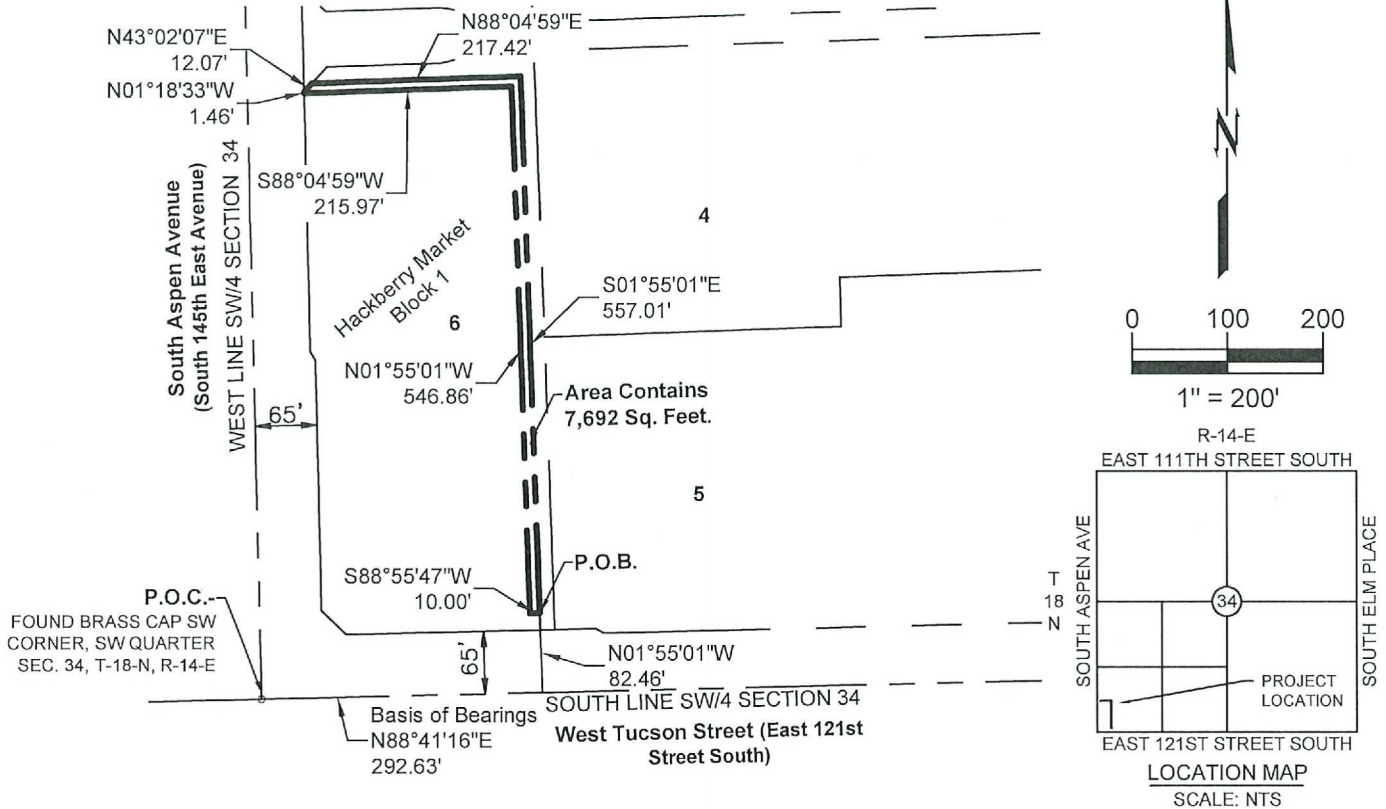 N43°02'07"E
12.07'
N88°04'59"E
217.42'
N01°18'33"W
1.46'
S88°04'59"W
215.97'
South Aspen Avenue
(South 145th East Avenue)
WEST LINE SW/4 SECTION 34
Hackberry Market
Block 1
6
4
S01°55'01"E
557.01'
N01°55'01"W
546.86'
Area Contains
7,692 Sq. Feet.
65'
5
S88°55'47"W
10.00'
P.O.B.
P.O.C.-
FOUND BRASS CAP SW
CORNER, SW QUARTER
SEC. 34, T-18-N, R-14-E
65'
N01°55'01"W
82.46'
SOUTH LINE SW/4 SECTION 34
Basis of Bearings
N88°41'16"E
292.63'
West Tucson Street (East 121st
Street South)
N
0 100 200
1" = 200'
R-14-E
EAST 111TH STREET SOUTH
SOUTH ASPEN AVE
T
18
N
34
SOUTH ELM PLACE
PROJECT
LOCATION
EAST 121ST STREET SOUTH
LOCATION MAP
SCALE: NTS